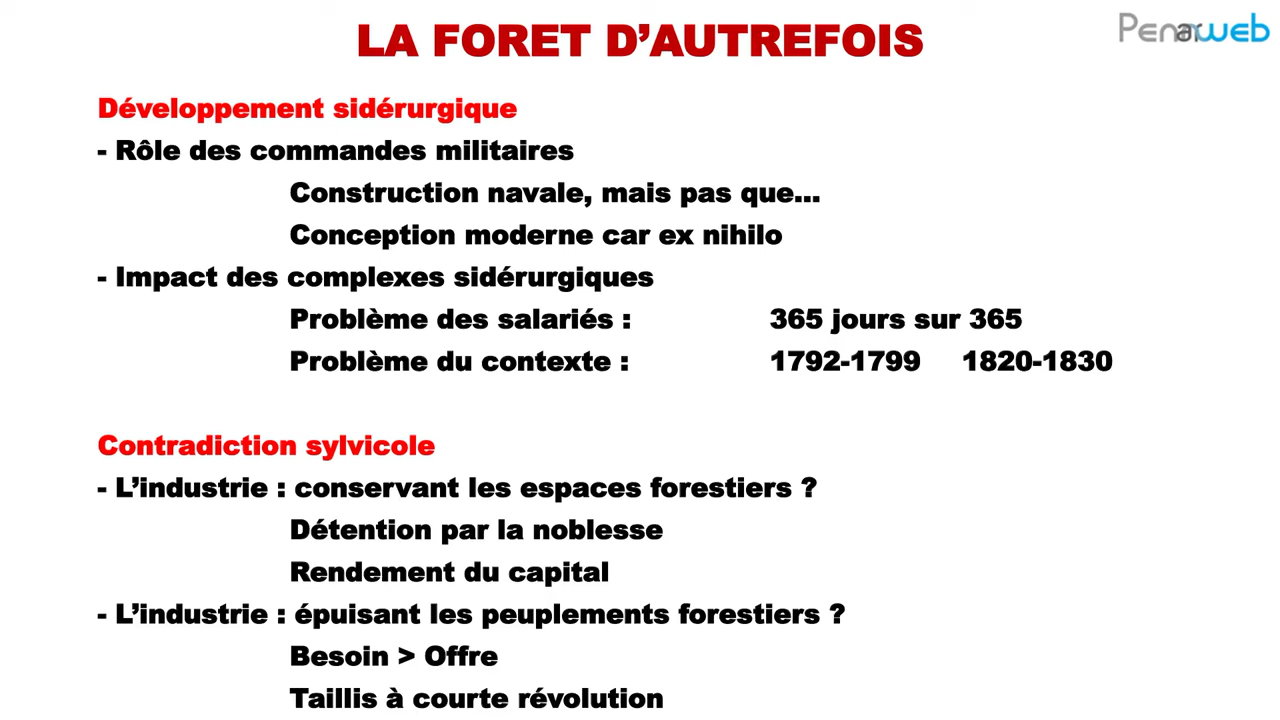 LA FORET D’AUTREFOIS
Penarweb
Développement sidérurgique
- Rôle des commandes militaires
Construction navale, mais pas que...
Conception moderne car ex nihilo
- Impact des complexes sidérurgiques
Problème des salariés : 365 jours sur 365
Problème du contexte : 1792-1799 1820-1830
Contradiction sylvicole
- L’industrie : conservant les espaces forestiers ?
Détention par la noblesse
Rendement du capital
- L’industrie : épuisant les peuplements forestiers ?
Besoin > Offre
Taillis à courte révolution